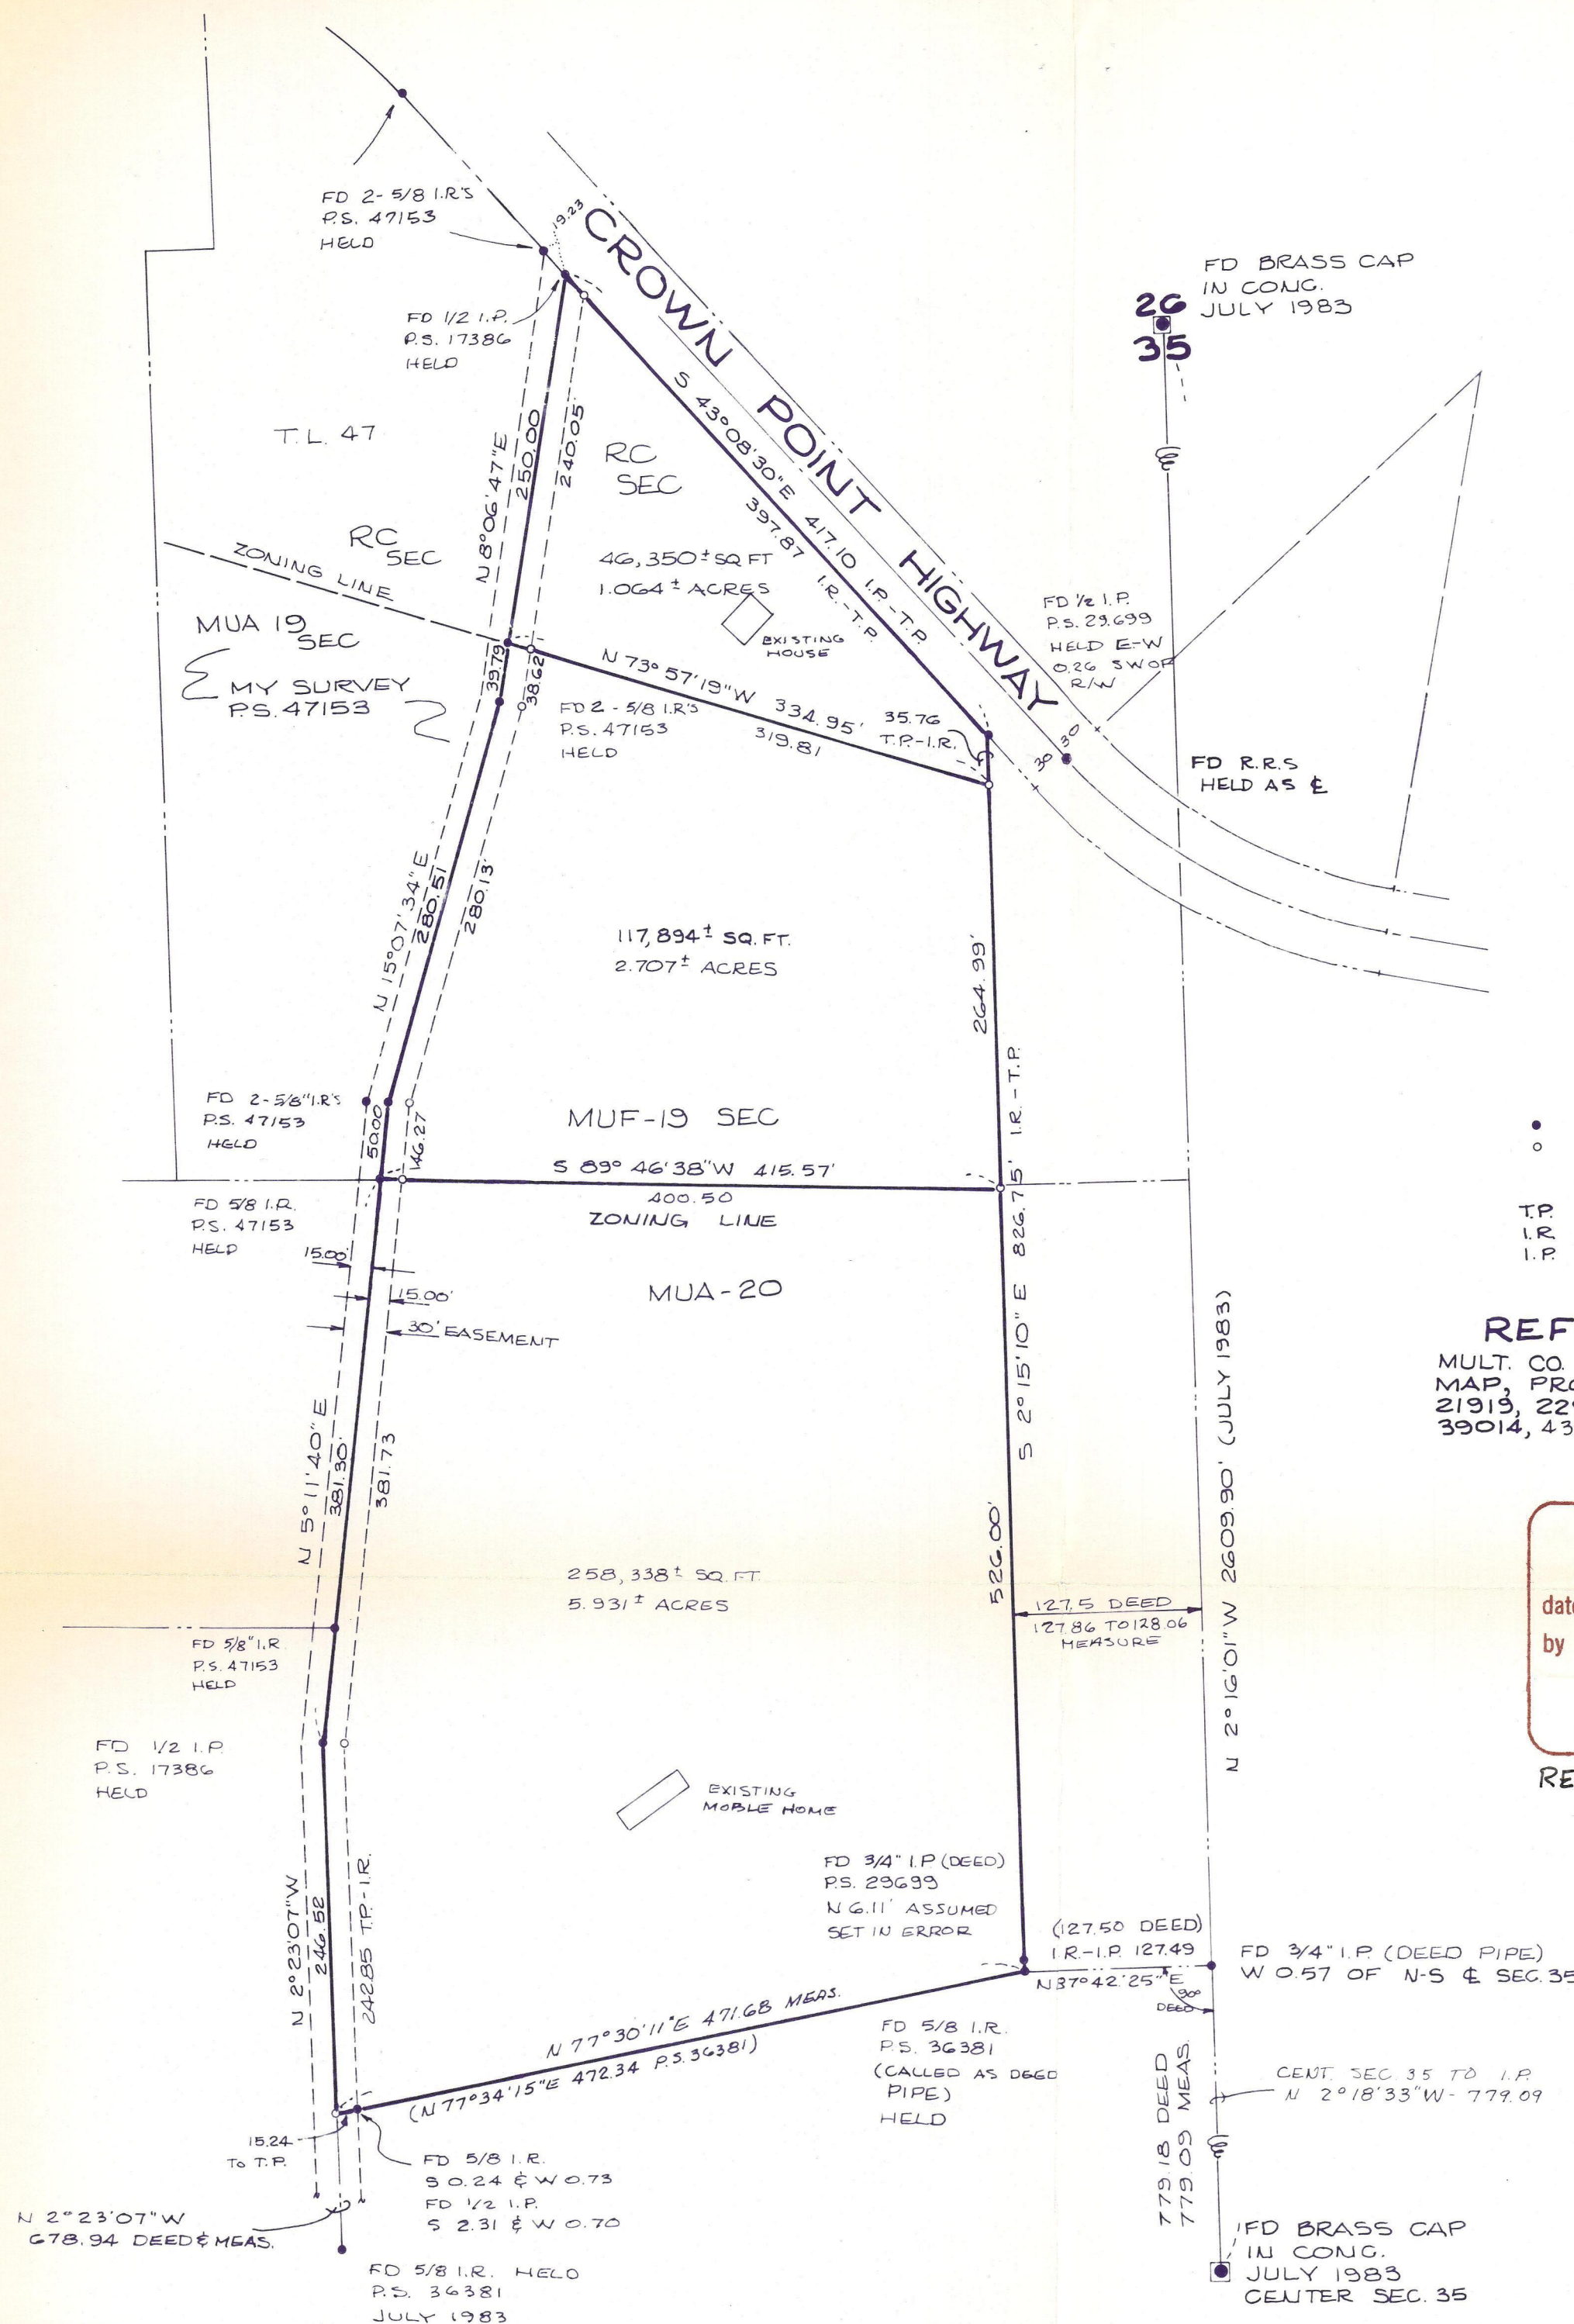 FD 2-5/8 I.R'S
P.S. 47153
HELD
19.23
CROWN POINT HIGHWAY
FD BRASS CAP
IN CONC.
JULY 1983
26
35
FD 1/2 I.P.
P.S. 17386
HELD
T.L. 47
N 8°06'47"E
250.00
240.05'
RC
SEC
S 43°08'30"E 417.10 I.P.-T.P.
397.87 I.R.-T.P.
RC
SEC
ZONING LINE
46,350± SQ FT
1.064± ACRES
EXISTING
HOUSE
FD 1/2 I.P.
P.S. 29,699
HELD E-W
0.26 SW OF
R/W
MUA 19
SEC
MY SURVEY
P.S. 47153
39.79
38.62
N 73°57'19"W 334.95'
319.81
FD 2-5/8 I.R'S
P.S. 47153
HELD
35.76
T.P.-I.R.
30
30
FD R.R.S
HELD AS ℄
N 15°07'34"E
280.51
280.13'
117,894± SQ. FT.
2.707± ACRES
264.99'
FD 2-5/8" I.R'S
P.S. 47153
HELD
50.00
146.27
MUF-19 SEC
S 89°46'38"W 415.57'
400.50
ZONING LINE
FD 5/8 I.R.
P.S. 47153
HELD
15.00'
15.00'
30' EASEMENT
MUA-20
S 2°15'10"E 826.75' I.R.-T.P.
T.P.
I.R
I.P.
REF
MULT. CO.
MAP, PRO
21919, 22
39014, 43
N 5°11'40"E
381.30'
381.73
N 2°16'01"W 2609.90' (JULY 1983)
258,338± SQ. FT.
5.931± ACRES
526.00'
127.5 DEED
127.86 TO 128.06
MEASURE
date
by
RE
FD 5/8" I.R
P.S. 47153
HELD
FD 1/2 I.P.
P.S. 17386
HELD
EXISTING
MOBLE HOME
FD 3/4" I.P (DEED)
P.S. 29699
N 6.11' ASSUMED
SET IN ERROR
(127.50 DEED)
I.R.-I.P. 127.49
N37°42'25"E
90°
DEED
FD 3/4" I.P. (DEED PIPE)
W 0.57 OF N-S ℄ SEC. 35
N 2°23'07"W
246.52
242.85 T.P.-I.R.
N 77°30'11"E 471.68 MEAS.
(N 77°34'15"E 472.34 P.S. 36381)
FD 5/8 I.R.
P.S. 36381
(CALLED AS DEED
PIPE)
HELD
779.18 DEED
779.09 MEAS.
CENT. SEC. 35 TO I.P.
N 2°18'33"W - 779.09
15.24
TO T.P.
FD 5/8 I.R.
S 0.24 & W 0.73
FD 1/2 I.P.
S 2.31 & W 0.70
N 2°23'07"W
678.94 DEED & MEAS.
FD 5/8 I.R. HELD
P.S. 36381
JULY 1983
FD BRASS CAP
IN CONC.
JULY 1983
CENTER SEC. 35